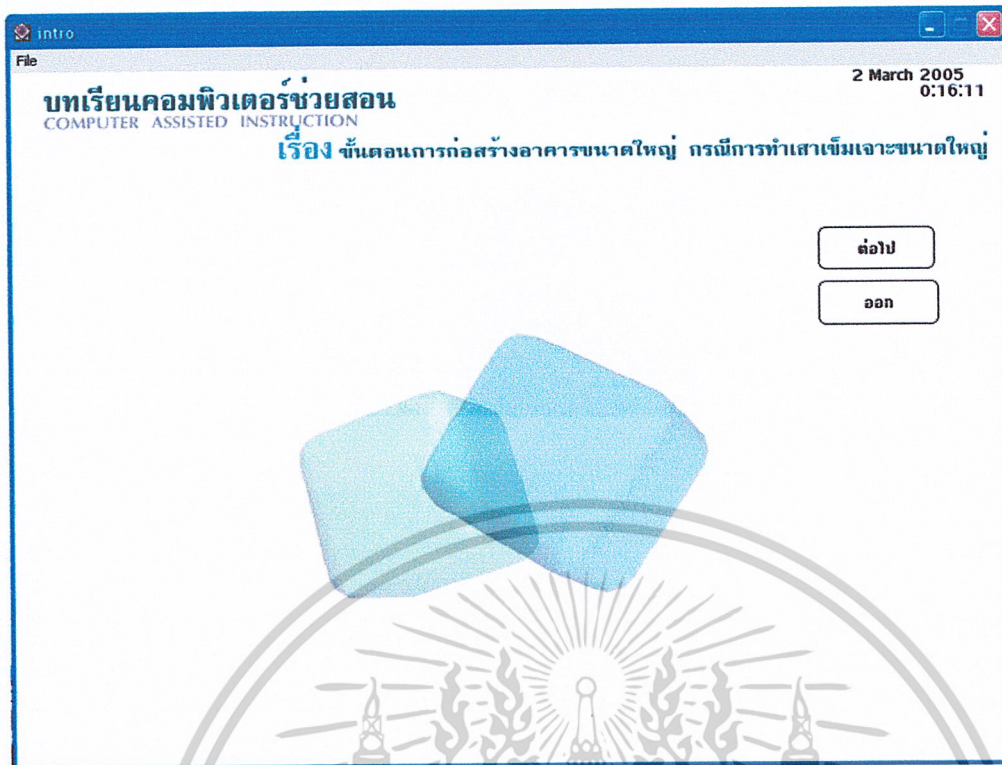 intro
File
2 March 2005
0:16:11
บทเรียนคอมพิวเตอร์ช่วยสอน
COMPUTER ASSISTED INSTRUCTION
เรื่อง ขั้นตอนการก่อสร้างอาคารขนาดใหญ่ กรณีการทำเสาเข็มเจาะขนาดใหญ่
ต่อไป
ออก